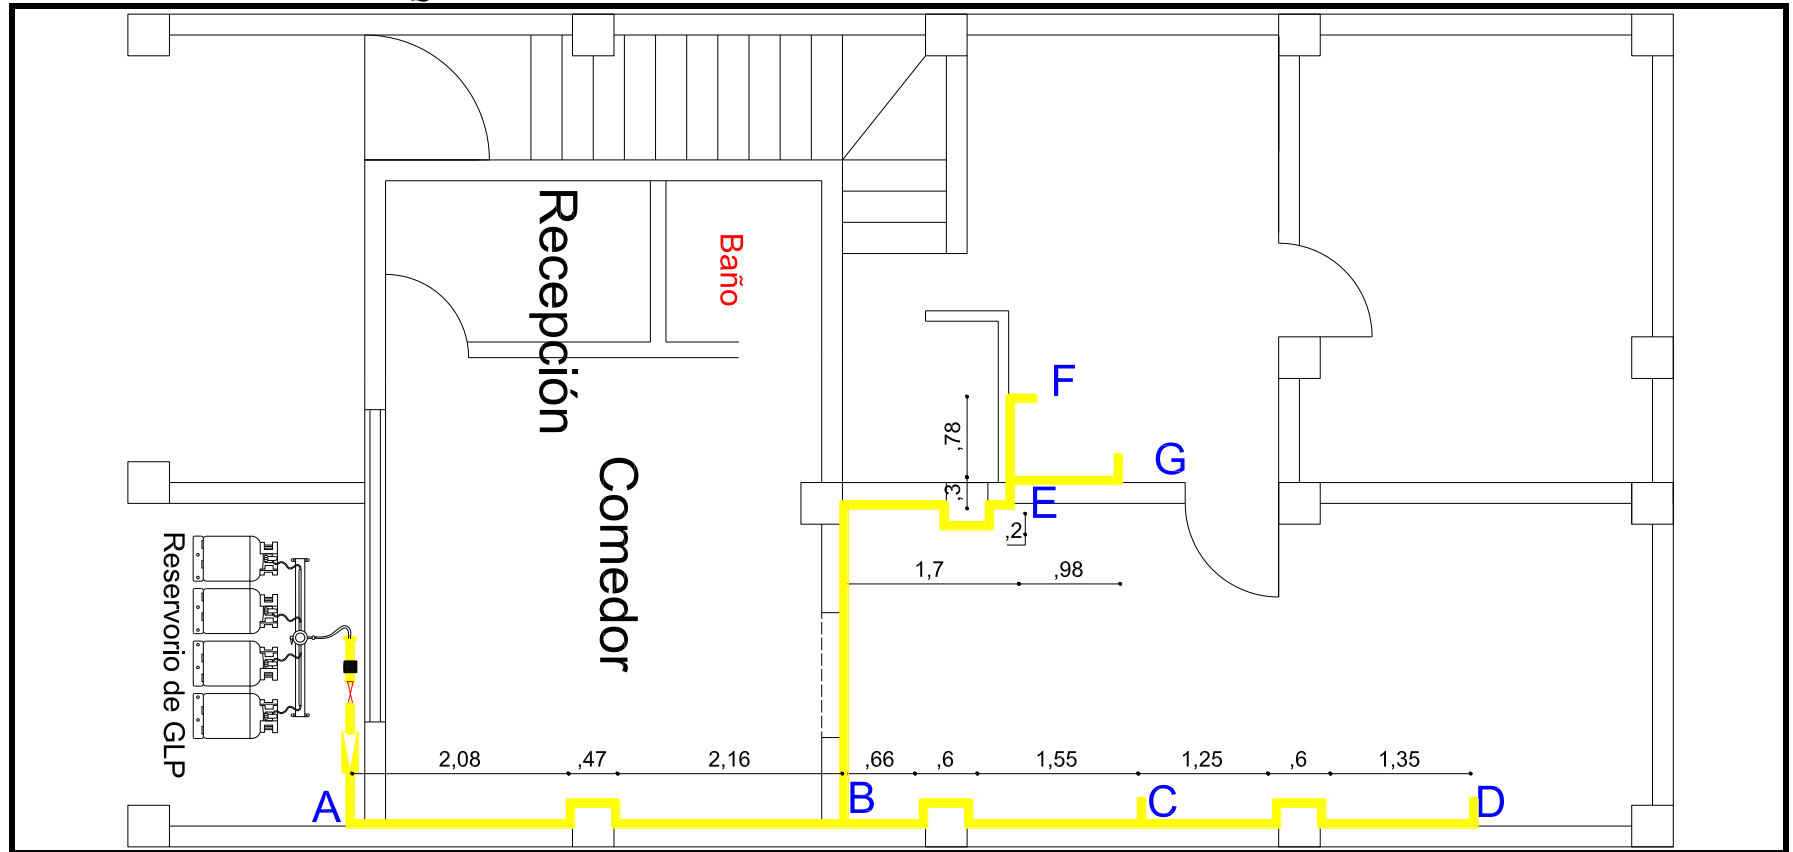 Recepción
Baño
Comedor
Reservorio de GLP
F
,78
G
,3
E
,2
1,7
,98
2,08
,47
2,16
,66
,6
1,55
1,25
,6
1,35
A
B
C
D